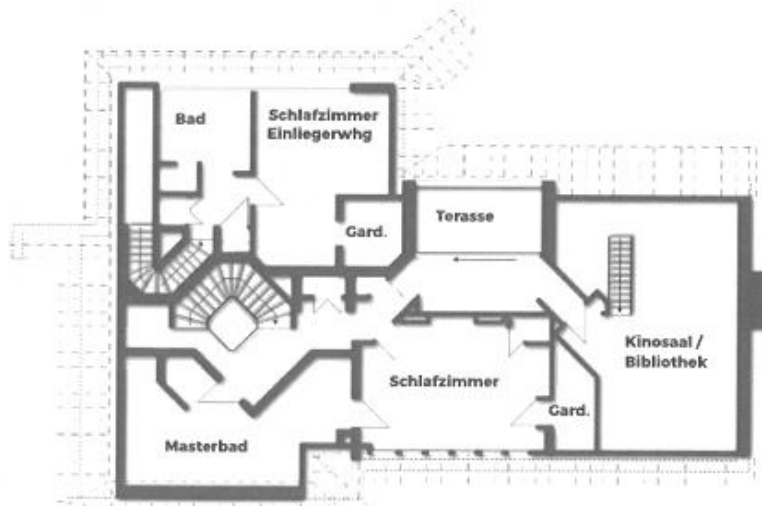 Bad
Schlafzimmer
Einliegerwhg
Gard.
Terasse
Kinosaal /
Bibliothek
Schlafzimmer
Gard.
Masterbad